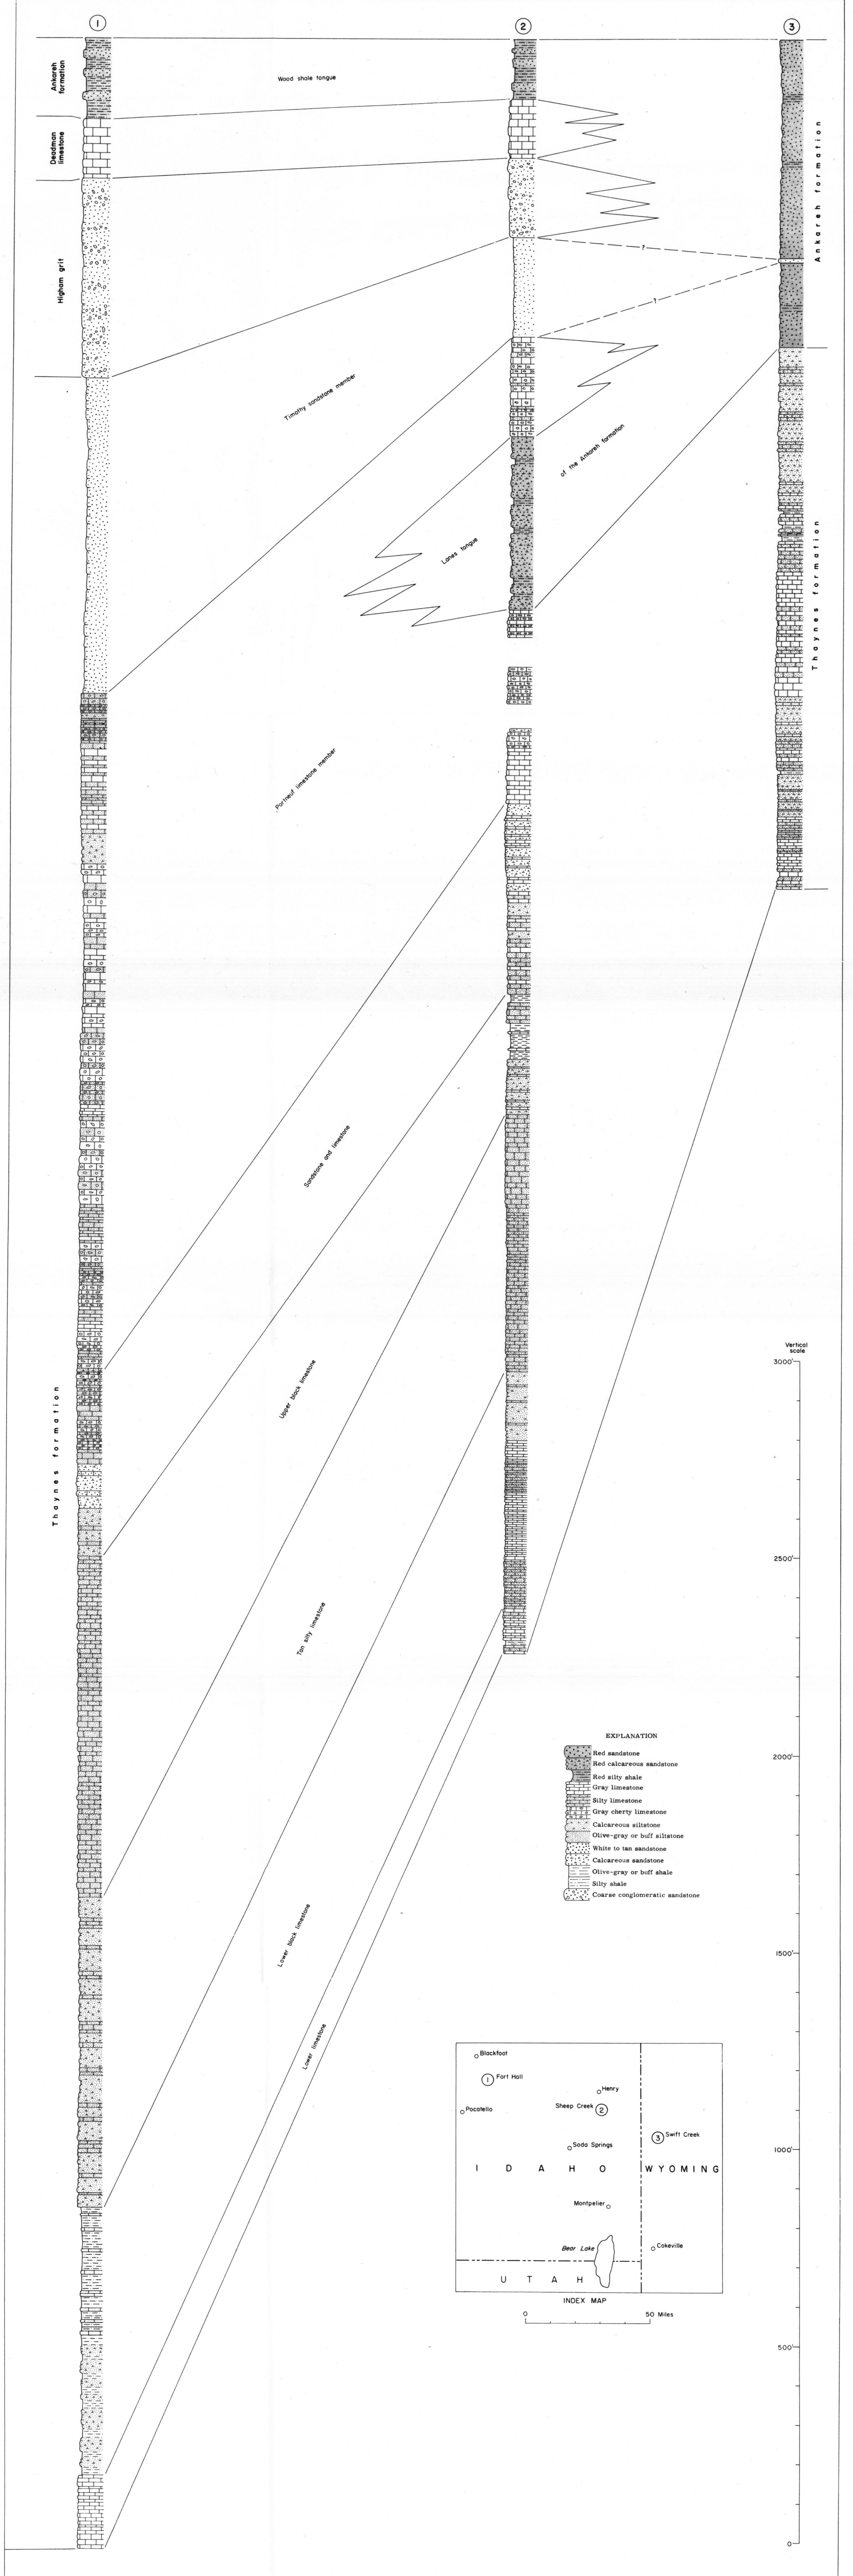 1
2
3
Ankareh
formation
Wood shale tongue
Deadman
limestone
Ankareh formation
Higham grit
?
?
Timothy sandstone member
of the Ankareh formation
Lanes tongue
Thaynes formation
Portneuf limestone member
Sandstone and limestone
Upper black limestone
Thaynes formation
Tan silty limestone
Lower black limestone
Lower limestone
Vertical
scale
3000'
2500'
2000'
1500'
1000'
500'
0
EXPLANATION
Red sandstone
Red calcareous sandstone
Red silty shale
Gray limestone
Silty limestone
Gray cherty limestone
Calcareous siltstone
Olive-gray or buff siltstone
White to tan sandstone
Calcareous sandstone
Olive-gray or buff shale
Silty shale
Coarse conglomeratic sandstone
Blackfoot
1 Fort Hall
Henry
Pocatello
Sheep Creek 2
3 Swift Creek
Soda Springs
IDAHO
WYOMING
Montpelier
Bear Lake
Cokeville
UTAH
INDEX MAP
0 50 Miles